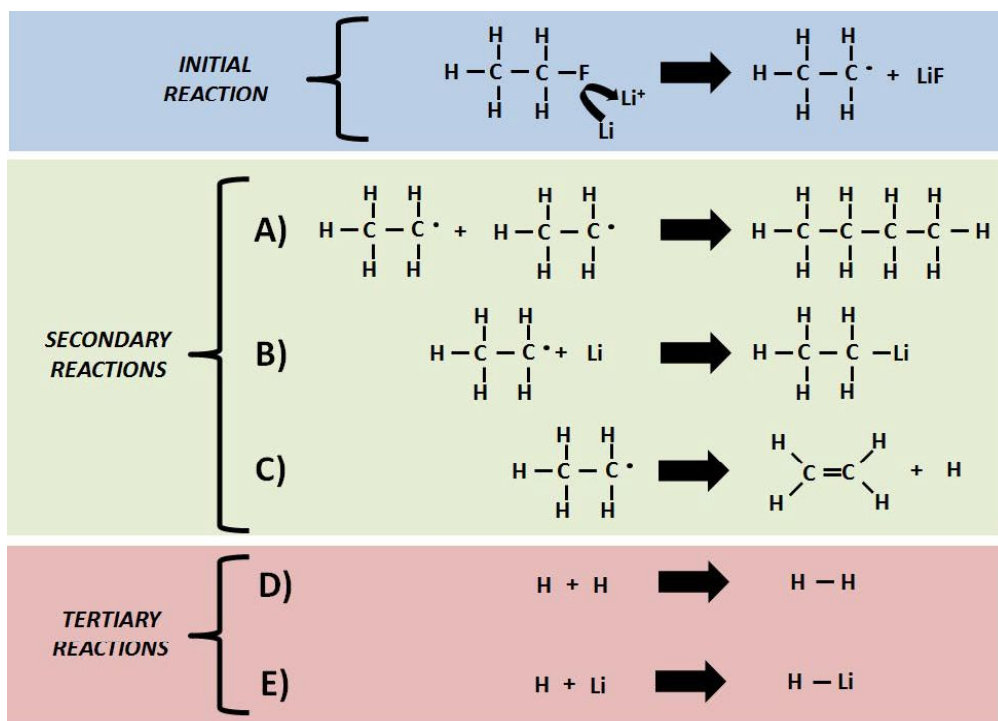 INITIAL
REACTION
H H
H – C – C – F
H H
Li⁺
Li
H H
H – C – C • + LiF
H H
SECONDARY
REACTIONS
A)
H H H H
H – C – C • + H – C – C •
H H H H
H H H H
H – C – C – C – C – H
H H H H
B)
H H
H – C – C • + Li
H H
H H
H – C – C – Li
H H
C)
H H
H – C – C •
H H
H H
C = C + H
H H
TERTIARY
REACTIONS
D)
H + H
H – H
E)
H + Li
H – Li